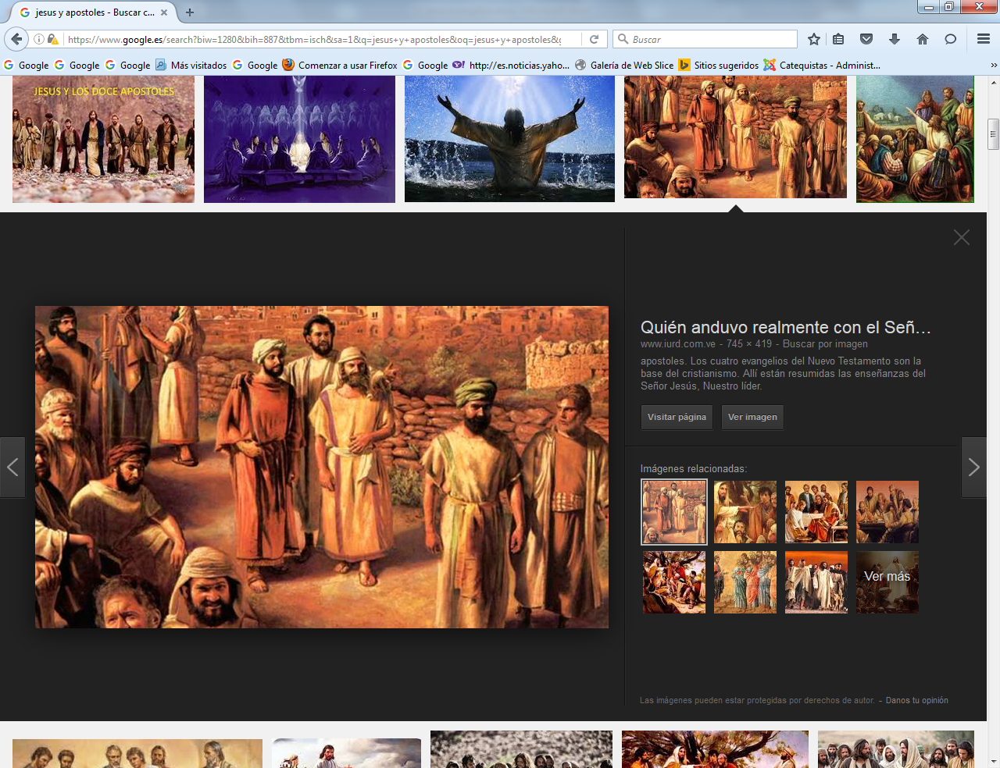 jesus y apostoles - Buscar c...
https://www.google.es/search?biw=1280&bih=887&tbm=isch&sa=1&q=jesus+y+apostoles&oq=jesus+y+apostoles&g
Buscar
Google
Google
Google
Más visitados
Google
Comenzar a usar Firefox
Google
http://es.noticias.yaho...
Galería de Web Slice
Sitios sugeridos
Catequistas - Administ...
JESUS Y LOS DOCE APOSTOLES
Quién anduvo realmente con el Señ...
www.iurd.com.ve - 745 × 419 - Buscar por imagen
apostoles. Los cuatro evangelios del Nuevo Testamento son la
base del cristianismo. Allí están resumidas las enseñanzas del
Señor Jesús, Nuestro líder.
Visitar página
Ver imagen
Imágenes relacionadas:
Ver más
Las imágenes pueden estar protegidas por derechos de autor. - Danos tu opinión